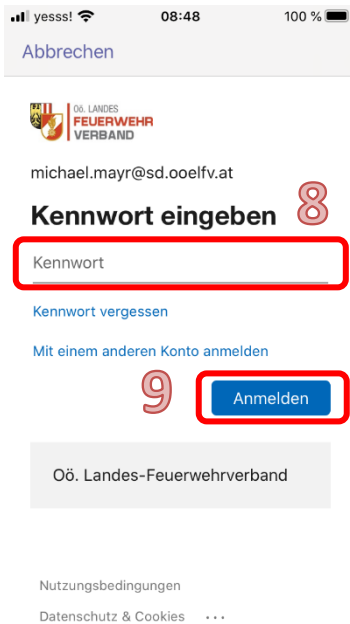 yesss! 08:48 100 %
Abbrechen
Oö. LANDES
FEUERWEHR
VERBAND
michael.mayr@sd.ooelfv.at
8
Kennwort eingeben
Kennwort
Kennwort vergessen
Mit einem anderen Konto anmelden
9
Anmelden
Oö. Landes-Feuerwehrverband
Nutzungsbedingungen
Datenschutz & Cookies ...